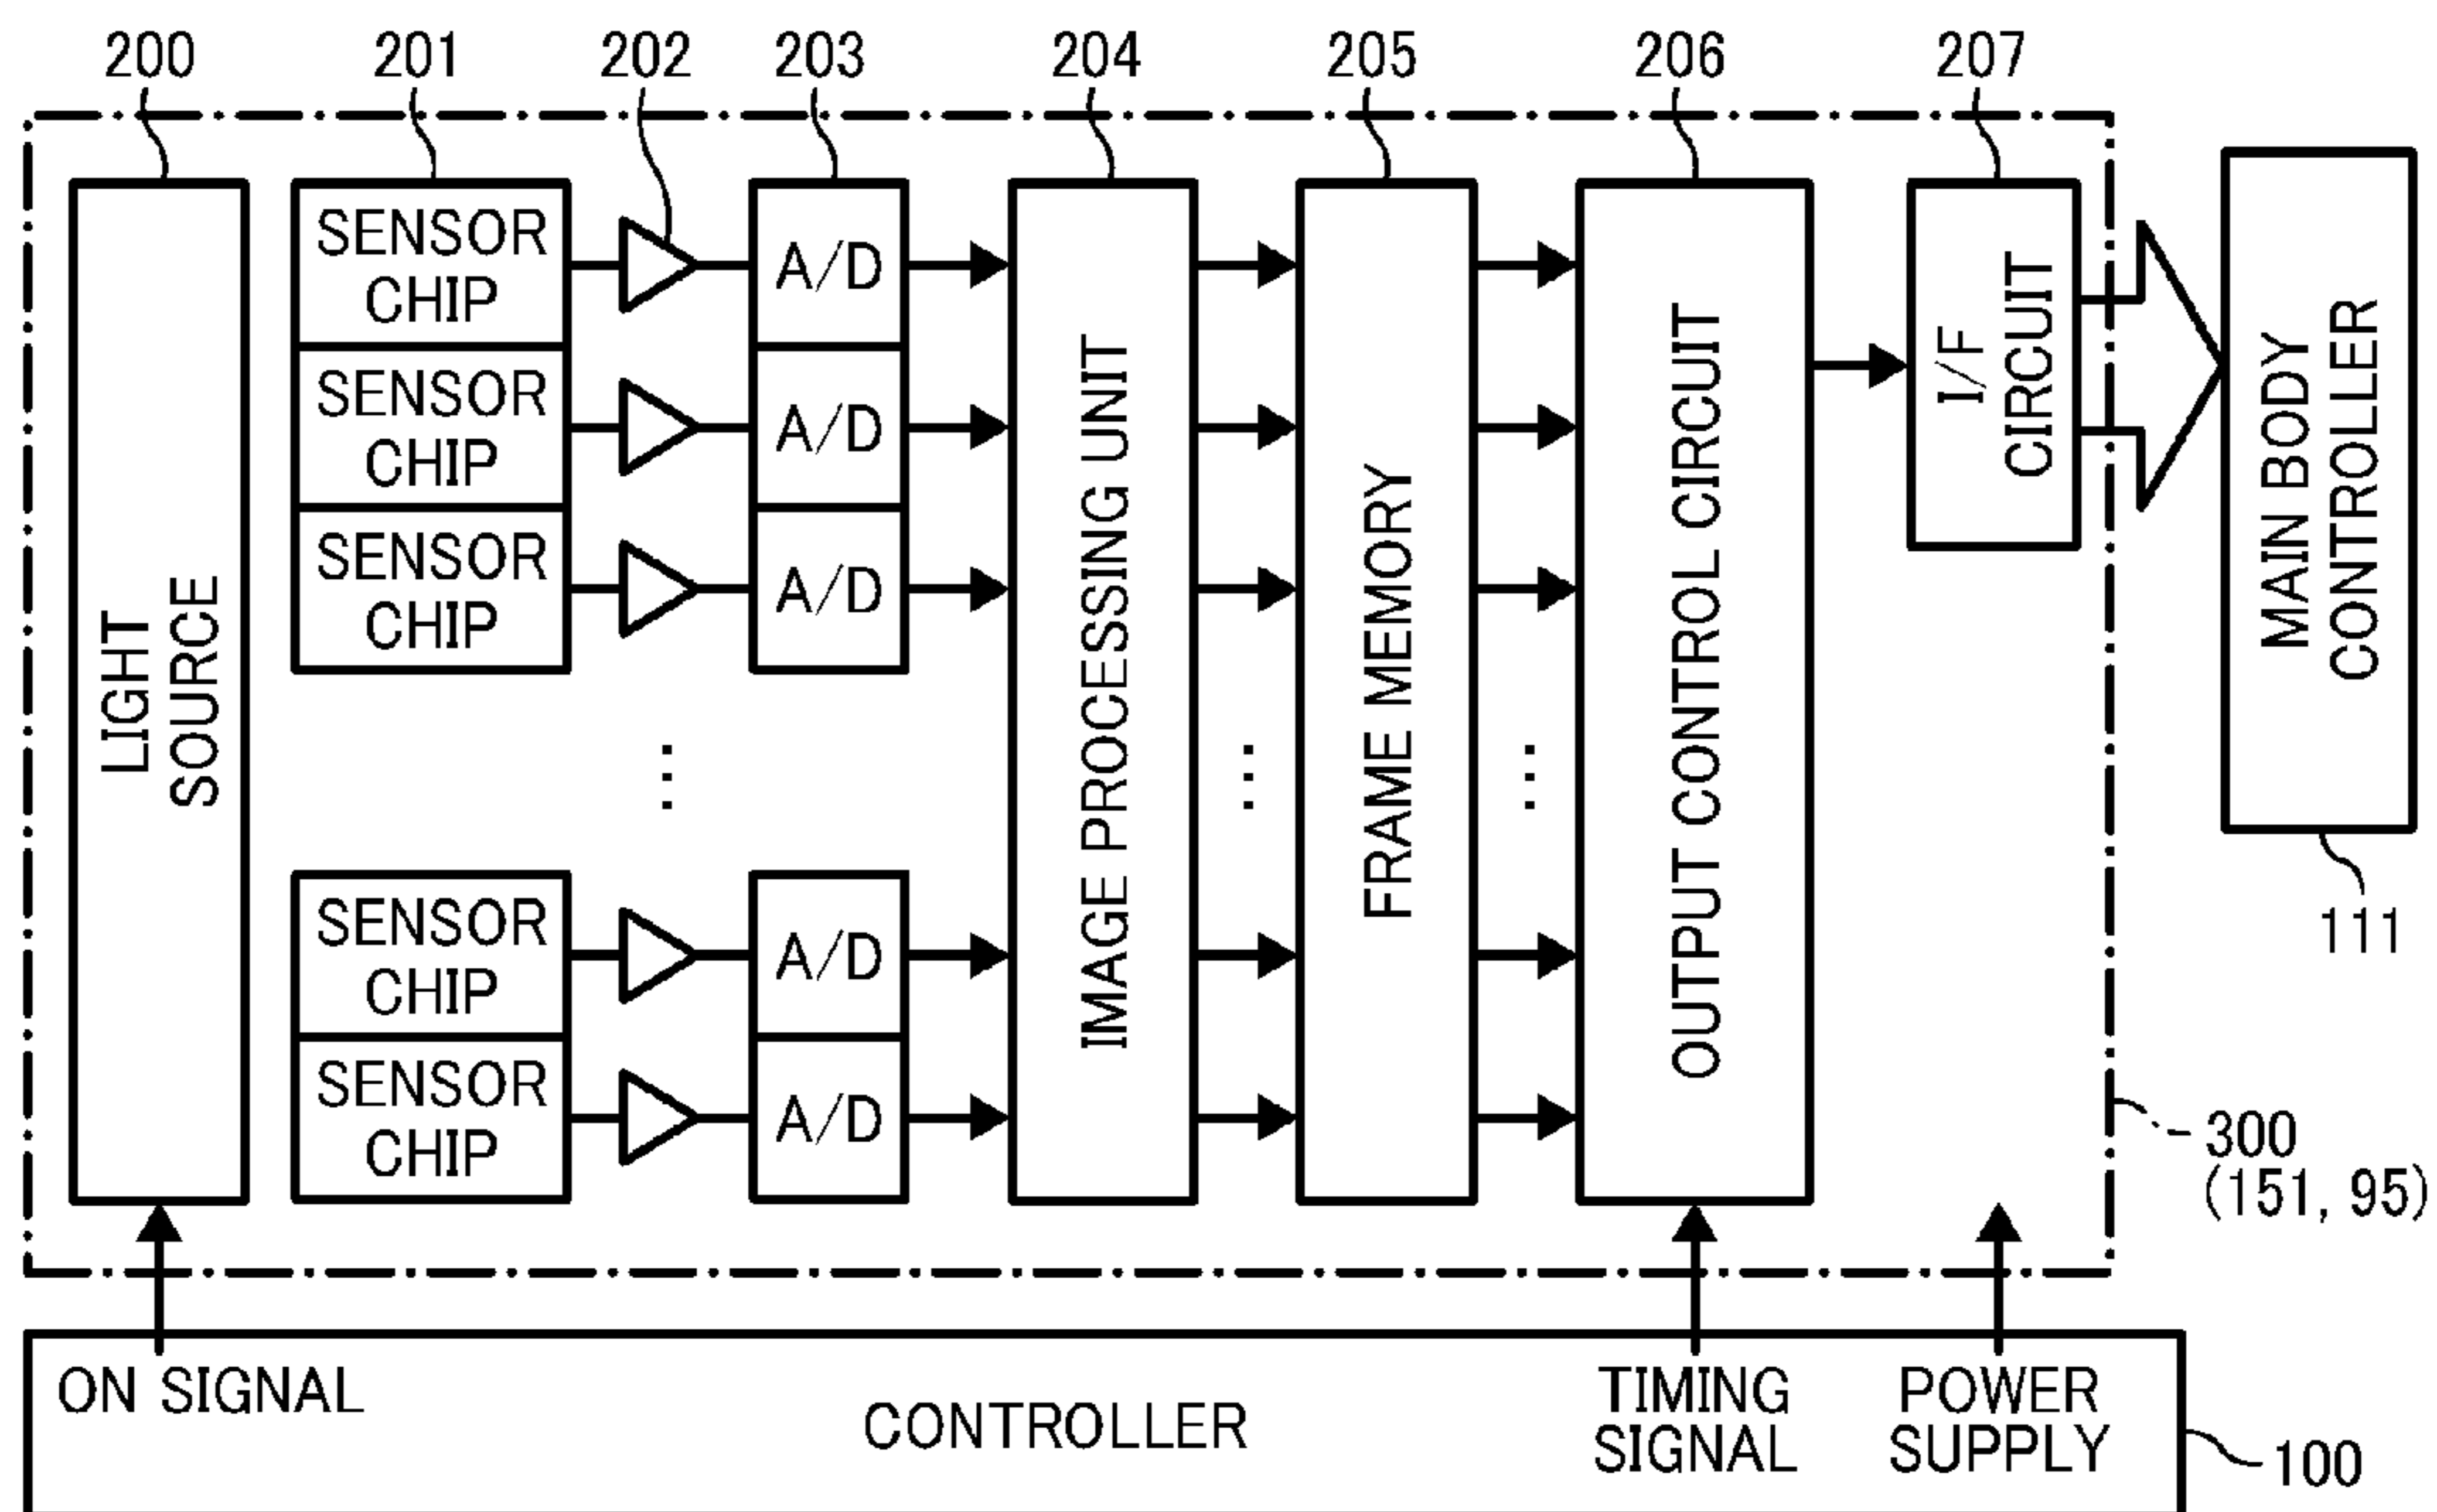 200
201
202
203
204
205
206
207
LIGHT
SOURCE
SENSOR
CHIP
SENSOR
CHIP
SENSOR
CHIP
SENSOR
CHIP
SENSOR
CHIP
A/D
A/D
A/D
A/D
A/D
IMAGE PROCESSING UNIT
FRAME MEMORY
OUTPUT CONTROL CIRCUIT
I/F
CIRCUIT
MAIN BODY
CONTROLLER
111
300
(151, 95)
ON SIGNAL
CONTROLLER
TIMING
SIGNAL
POWER
SUPPLY
100